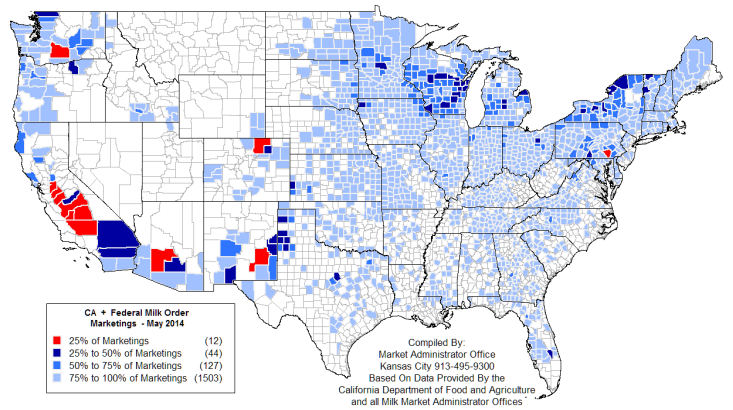 CA + Federal Milk Order
Marketings - May 2014
25% of Marketings (12)
25% to 50% of Marketings (44)
50% to 75% of Marketings (127)
75% to 100% of Marketings (1503)
Compiled By:
Market Administrator Office
Kansas City 913-495-9300
Based On Data Provided By the
California Department of Food and Agriculture
and all Milk Market Administrator Offices